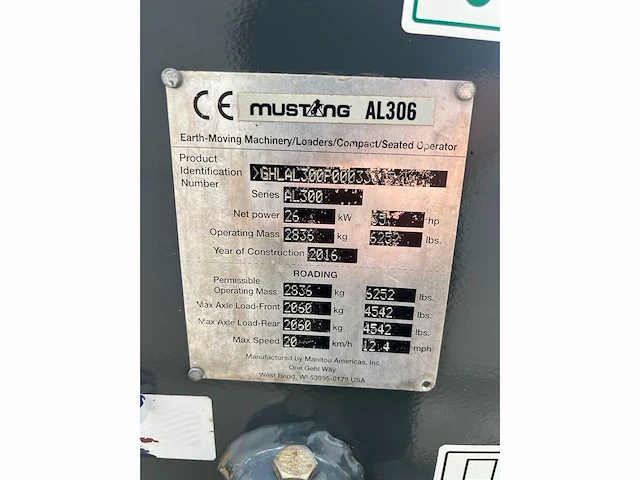 CE MUSTANG AL306
Earth-Moving Machinery/Loaders/Compact/Seated Operator
Product
Identification
Number
Series AL300
Net power 26 kW hp
Operating Mass 2836 kg 6252 lbs.
Year of Construction 2016
ROADING
Permissible
Operating Mass 2836 kg 6252 lbs.
Max Axle Load-Front 2060 kg 4542 lbs.
Max Axle Load-Rear 2060 kg 4542 lbs.
Max Speed 20 km/h 12.4 mph
Manufactured by Manitou Americas, Inc
One Gehl Way
West Bend, WI 53095-0179 USA